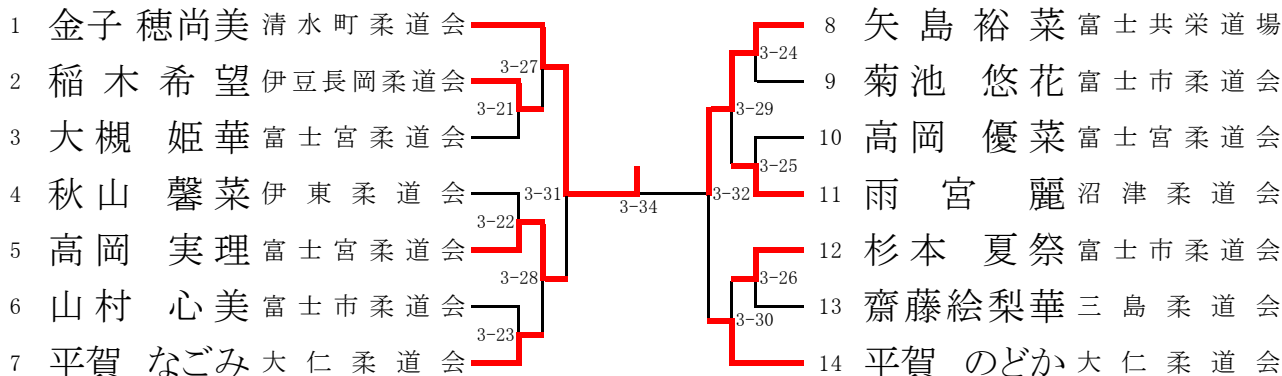 1 金子 穂尚美 清水町柔道会
2 稲木希望 伊豆長岡柔道会
3 大槻 姫華 富士宮柔道会
4 秋山 馨菜 伊東柔道会
5 高岡 実理 富士宮柔道会
6 山村 心美 富士市柔道会
7 平賀 なごみ 大仁柔道会
3-27
3-21
3-31
3-22
3-28
3-23
3-34
3-24
3-29
3-25
3-32
3-26
3-30
8 矢島裕菜 富士共栄道場
9 菊池 悠花 富士市柔道会
10 高岡 優菜 富士宮柔道会
11 雨宮 麗 沼津柔道会
12 杉本 夏祭 富士市柔道会
13 齋藤絵梨華 三島柔道会
14 平賀 のどか 大仁柔道会